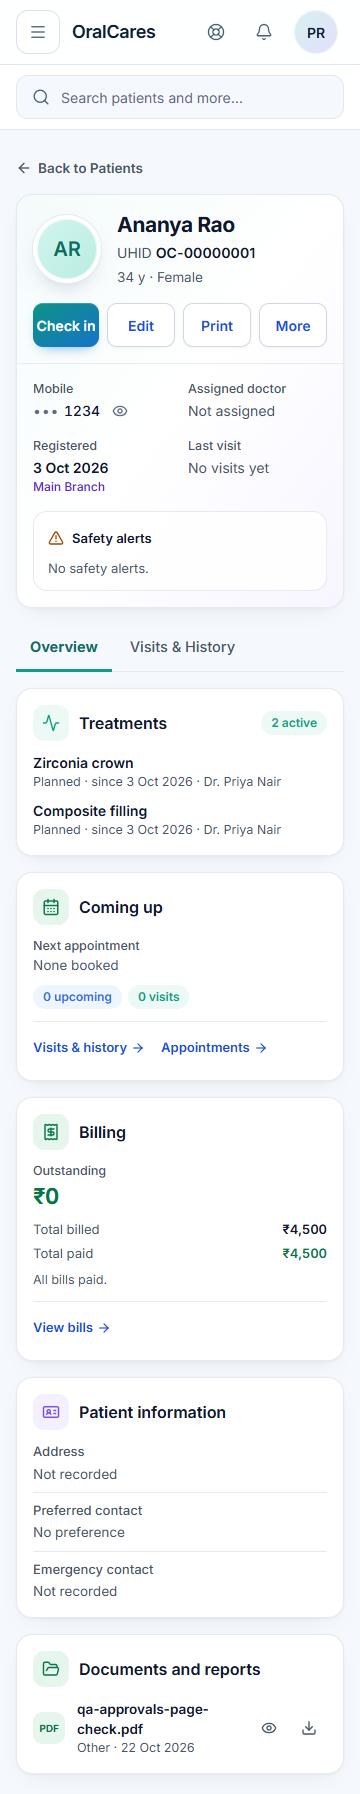 OralCares
PR
Search patients and more...
Back to Patients
AR
Ananya Rao
UHID OC-00000001
34 y · Female
Check in
Edit
Print
More
Mobile
••• 1234
Assigned doctor
Not assigned
Registered
3 Oct 2026
Main Branch
Last visit
No visits yet
Safety alerts
No safety alerts.
Overview
Visits & History
Treatments
2 active
Zirconia crown
Planned · since 3 Oct 2026 · Dr. Priya Nair
Composite filling
Planned · since 3 Oct 2026 · Dr. Priya Nair
Coming up
Next appointment
None booked
0 upcoming
0 visits
Visits & history →
Appointments →
Billing
Outstanding
₹0
Total billed ₹4,500
Total paid ₹4,500
All bills paid.
View bills →
Patient information
Address
Not recorded
Preferred contact
No preference
Emergency contact
Not recorded
Documents and reports
PDF
qa-approvals-page-
check.pdf
Other · 22 Oct 2026